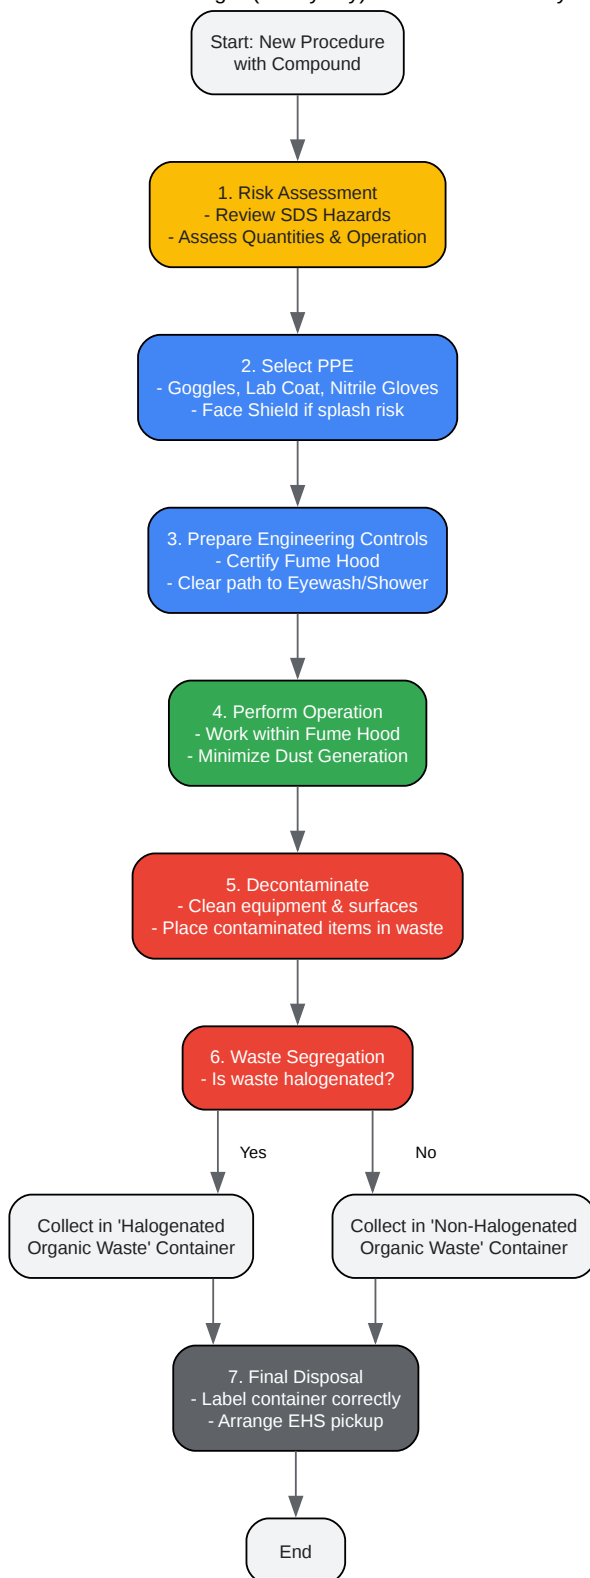 Start: New Procedure
with Compound
1. Risk Assessment
- Review SDS Hazards
- Assess Quantities & Operation
2. Select PPE
- Goggles, Lab Coat, Nitrile Gloves
- Face Shield if splash risk
3. Prepare Engineering Controls
- Certify Fume Hood
- Clear path to Eyewash/Shower
4. Perform Operation
- Work within Fume Hood
- Minimize Dust Generation
5. Decontaminate
- Clean equipment & surfaces
- Place contaminated items in waste
6. Waste Segregation
- Is waste halogenated?
Yes
No
Collect in 'Halogenated
Organic Waste' Container
Collect in 'Non-Halogenated
Organic Waste' Container
7. Final Disposal
- Label container correctly
- Arrange EHS pickup
End